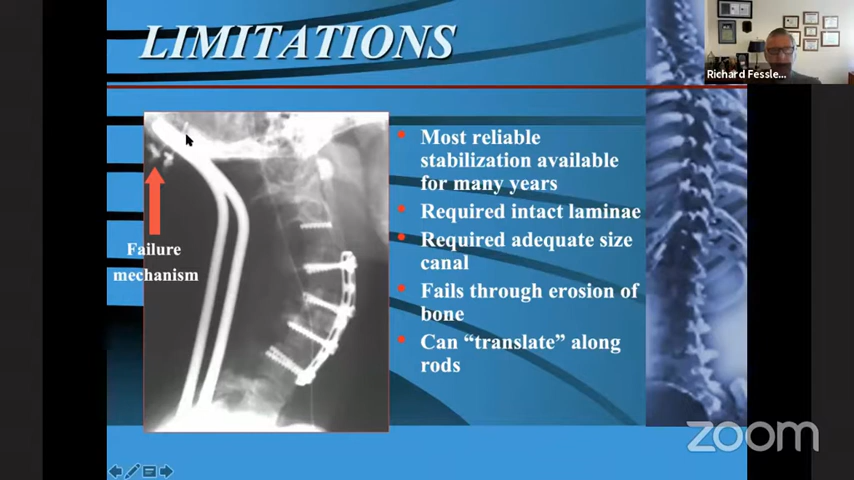 LIMITATIONS
Richard Fessle...
Most reliable
stabilization available
for many years
Required intact laminae
Required adequate size
canal
Fails through erosion of
bone
Can “translate” along
rods
Failure
mechanism
zoom